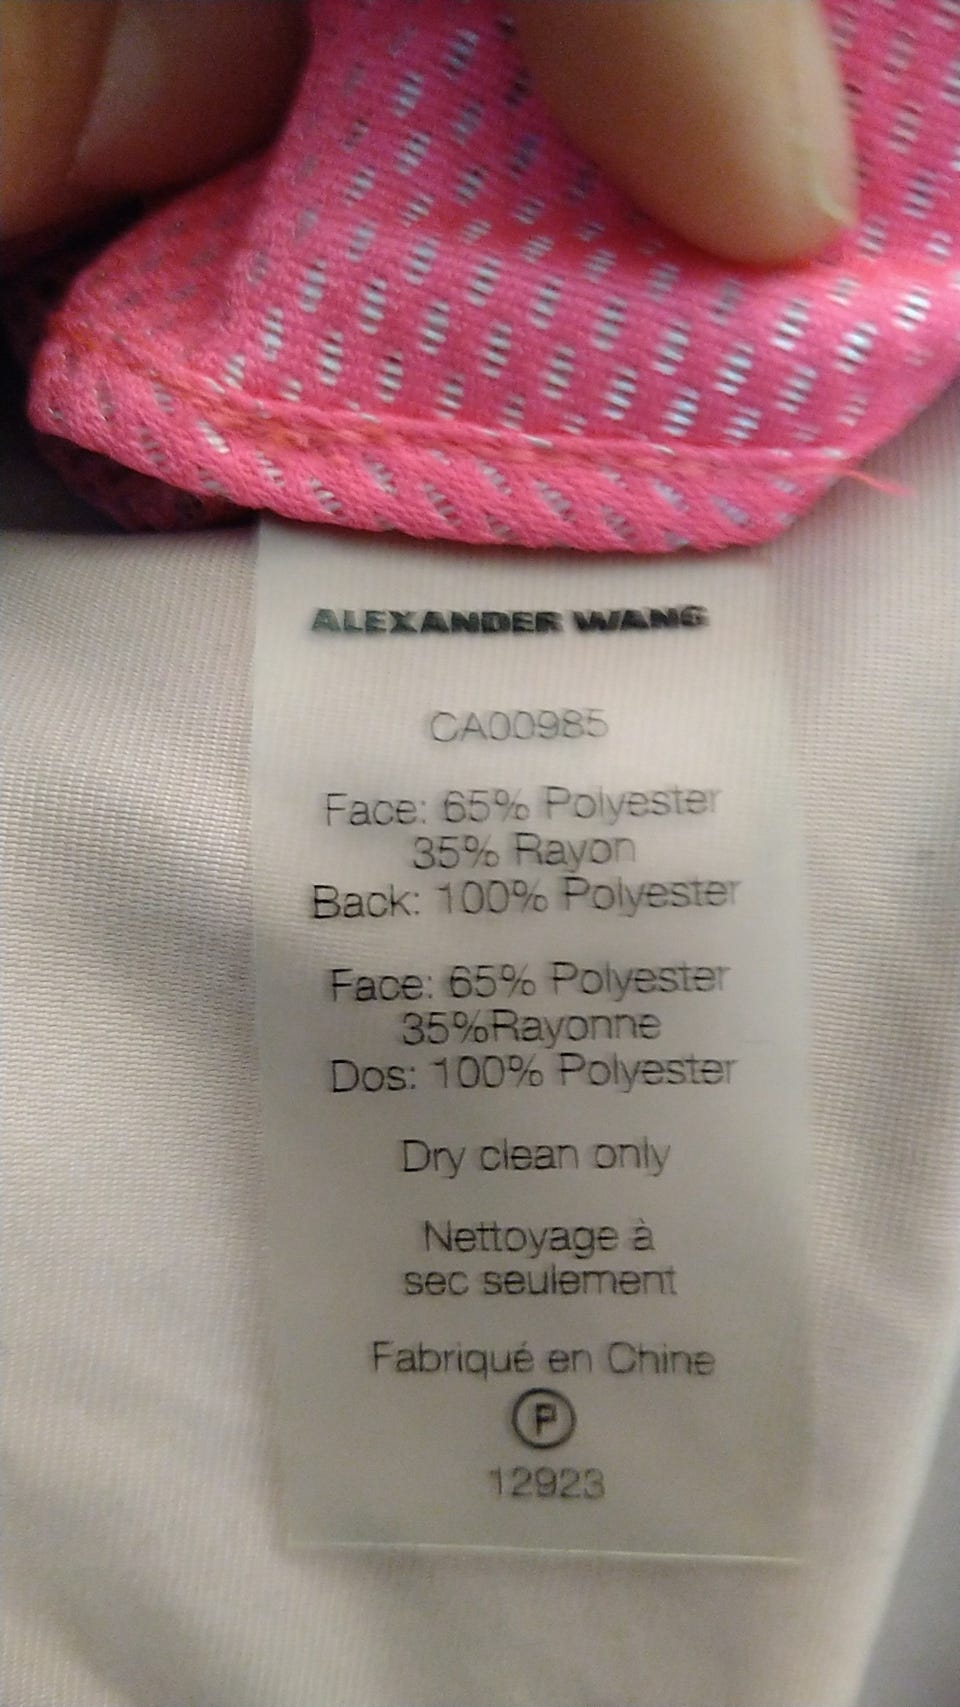 ALEXANDER WANG
CA00985
Face: 65% Polyester
35% Rayon
Back: 100% Polyester
Face: 65% Polyester
35%Rayonne
Dos: 100% Polyester
Dry clean only
Nettoyage à
sec seulement
Fabriqué en Chine
P
12923